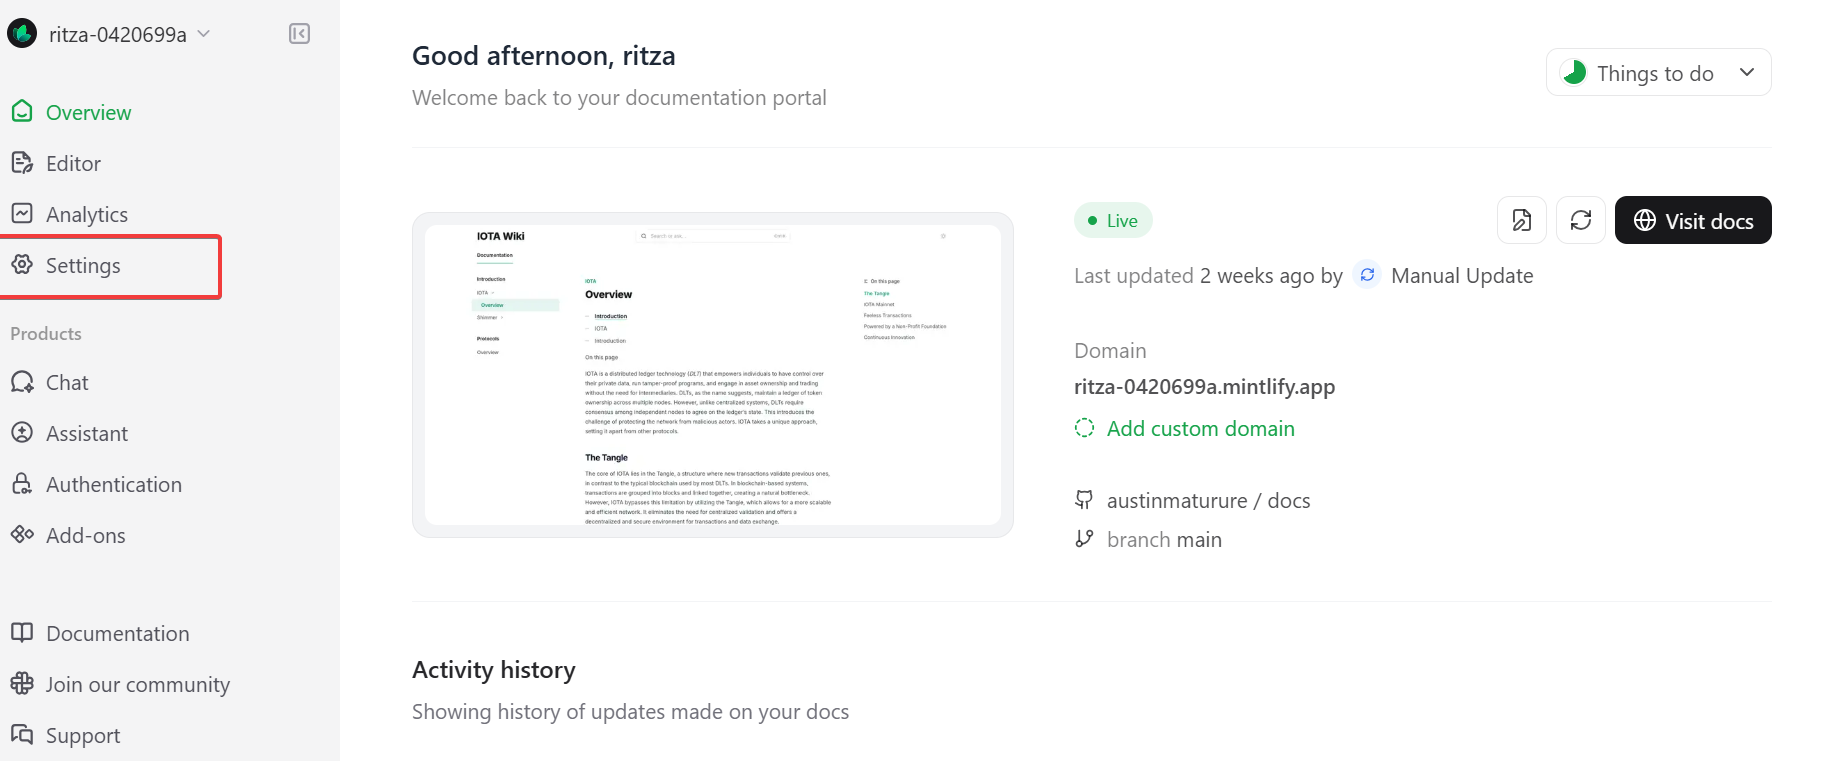 ritza-0420699a
Overview
Editor
Analytics
Settings
Products
Chat
Assistant
Authentication
Add-ons
Documentation
Join our community
Support
Good afternoon, ritza
Welcome back to your documentation portal
Things to do
IOTA Wiki
Search or ask...
Documentation
Introduction
IOTA
Overview
Shimmer
Protocols
Overview
IOTA
Overview
Introduction
IOTA
Introduction
On this page
IOTA is a distributed ledger technology (DLT) that empowers individuals to have control over
their private data, run tamper-proof programs, and engage in asset ownership and trading
without the need for intermediaries. DLTs, as the name suggests, maintain a ledger of token
ownership across multiple nodes. However, unlike centralized systems, DLTs require
consensus among independent nodes to agree on the ledger's state. This introduces the
challenge of protecting the network from malicious actors. IOTA takes a unique approach,
setting it apart from other protocols.
The Tangle
The core of IOTA lies in the Tangle, a structure where new transactions validate previous ones,
in contrast to the typical blockchain used by most DLTs. In blockchain-based systems,
transactions are grouped into blocks and linked together, creating a natural bottleneck.
However, IOTA bypasses this limitation by utilizing the Tangle, which allows for a more scalable
and efficient network. It eliminates the need for centralized validation and offers a
decentralized and secure environment for transactions and data exchange.
On this page
The Tangle
IOTA Mainnet
Feeless Transactions
Powered by a Non-Profit Foundation
Continuous Innovation
Live
Visit docs
Last updated 2 weeks ago by Manual Update
Domain
ritza-0420699a.mintlify.app
Add custom domain
austinmaturure / docs
branch main
Activity history
Showing history of updates made on your docs